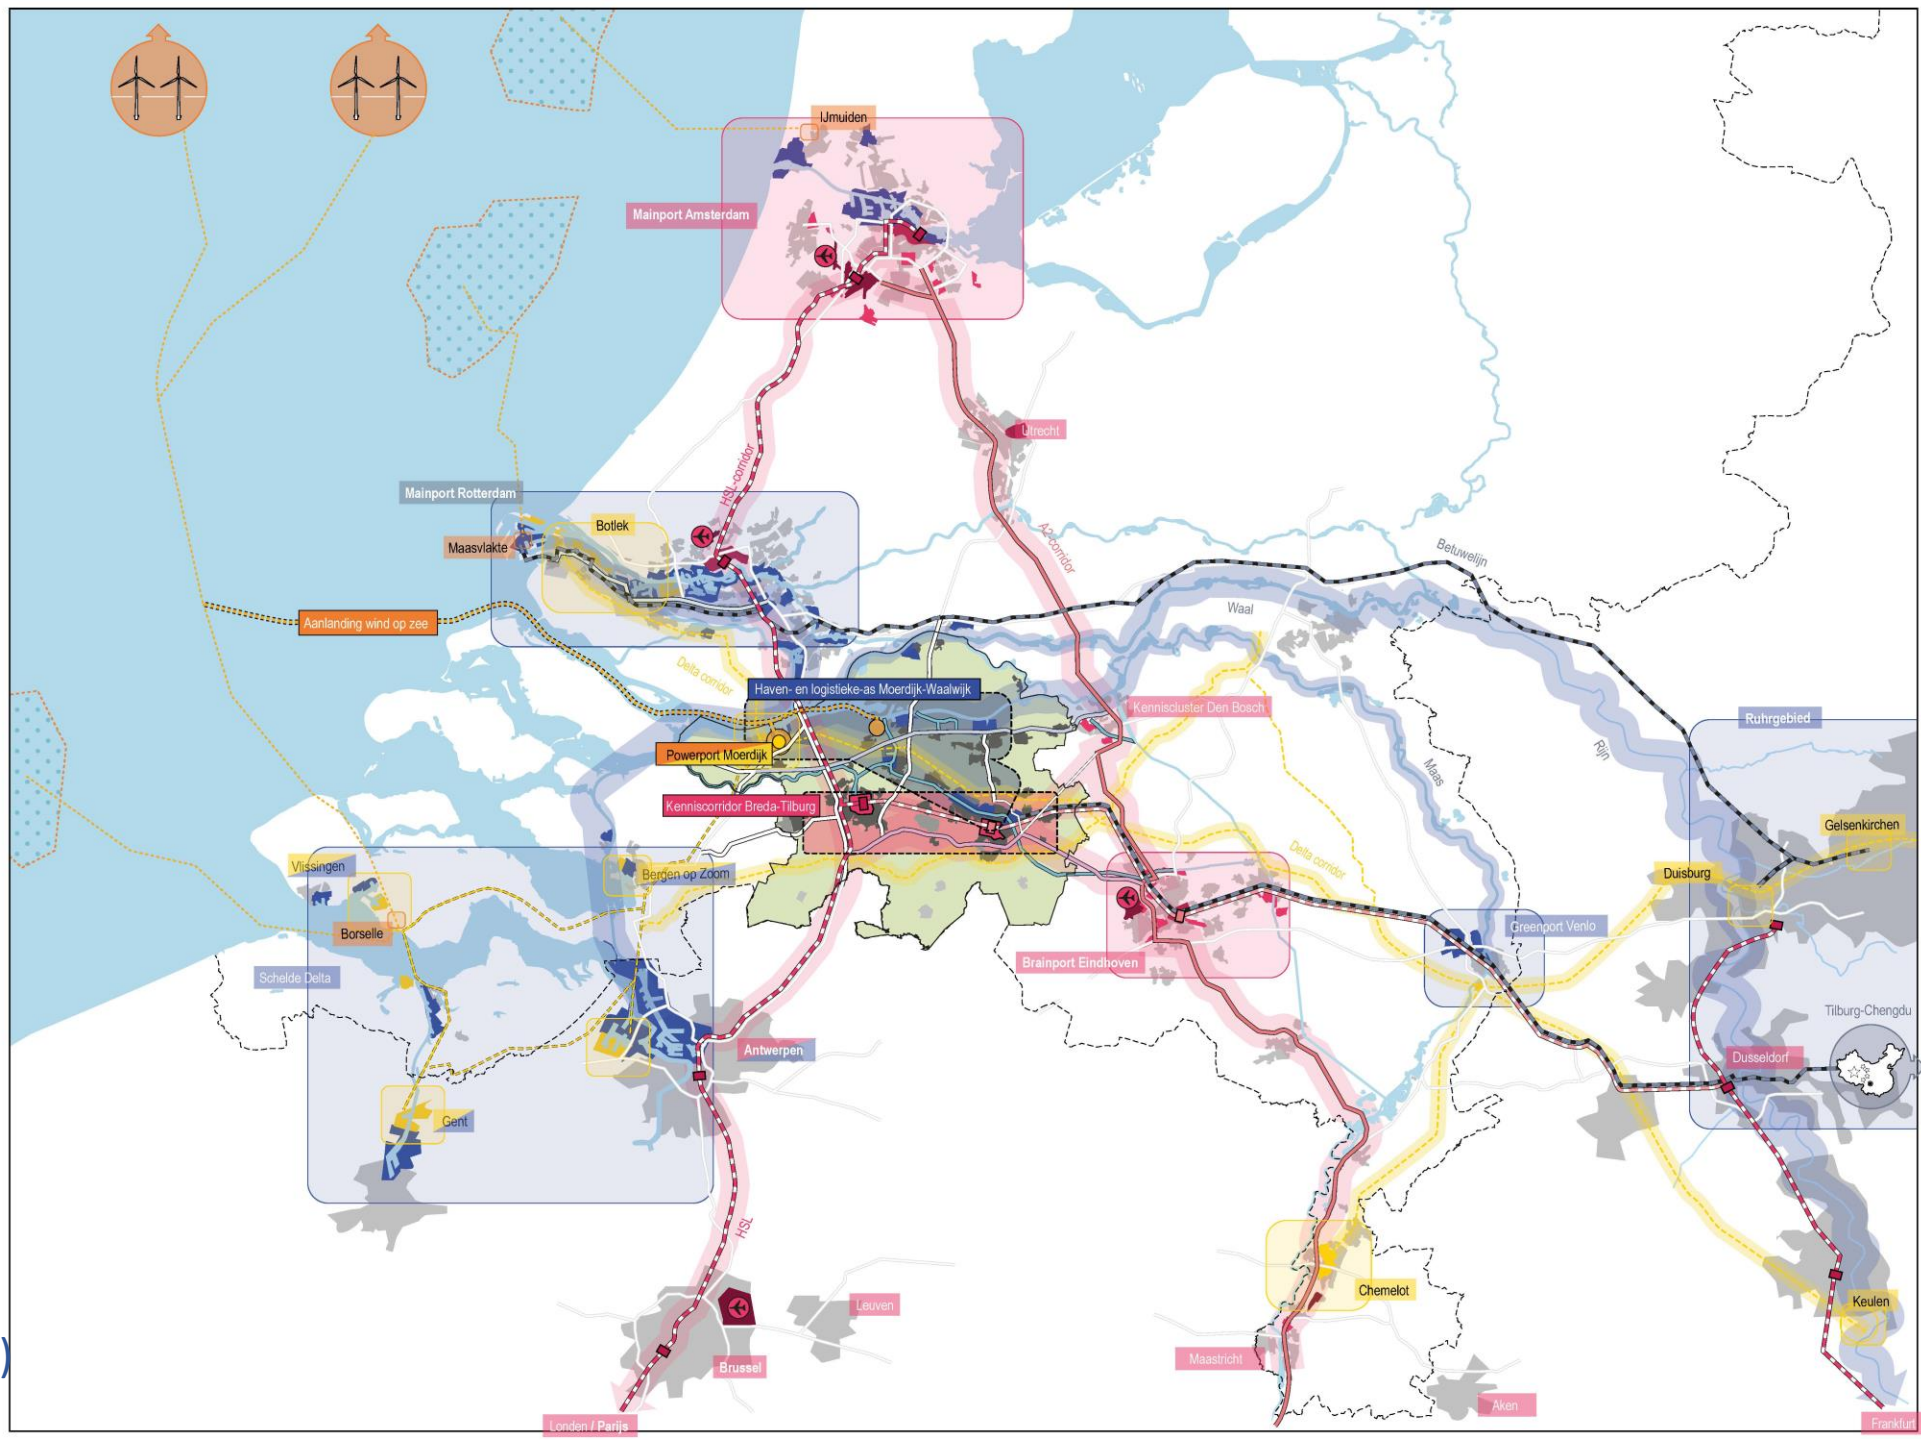 IJmuiden
Mainport Amsterdam
Utrecht
HSL-corridor
Mainport Rotterdam
Botlek
Maasvlakte
A2-corridor
Betuwelijn
Waal
Aanlanding wind op zee
Delta corridor
Haven- en logistieke-as Moerdijk-Waalwijk
Kenniscluster Den Bosch
Ruhrgebied
Rijn
Maas
Powerport Moerdijk
Kenniscorridor Breda-Tilburg
Gelsenkirchen
Vlissingen
Bergen op Zoom
Delta corridor
Duisburg
Borselle
Greenport Venlo
Schelde Delta
Brainport Eindhoven
Tilburg-Chengdu
Antwerpen
Dusseldorf
Gent
HSL
Chemelot
Keulen
Leuven
Brussel
Maastricht
Aken
Londen / Parijs
Frankfurt
)